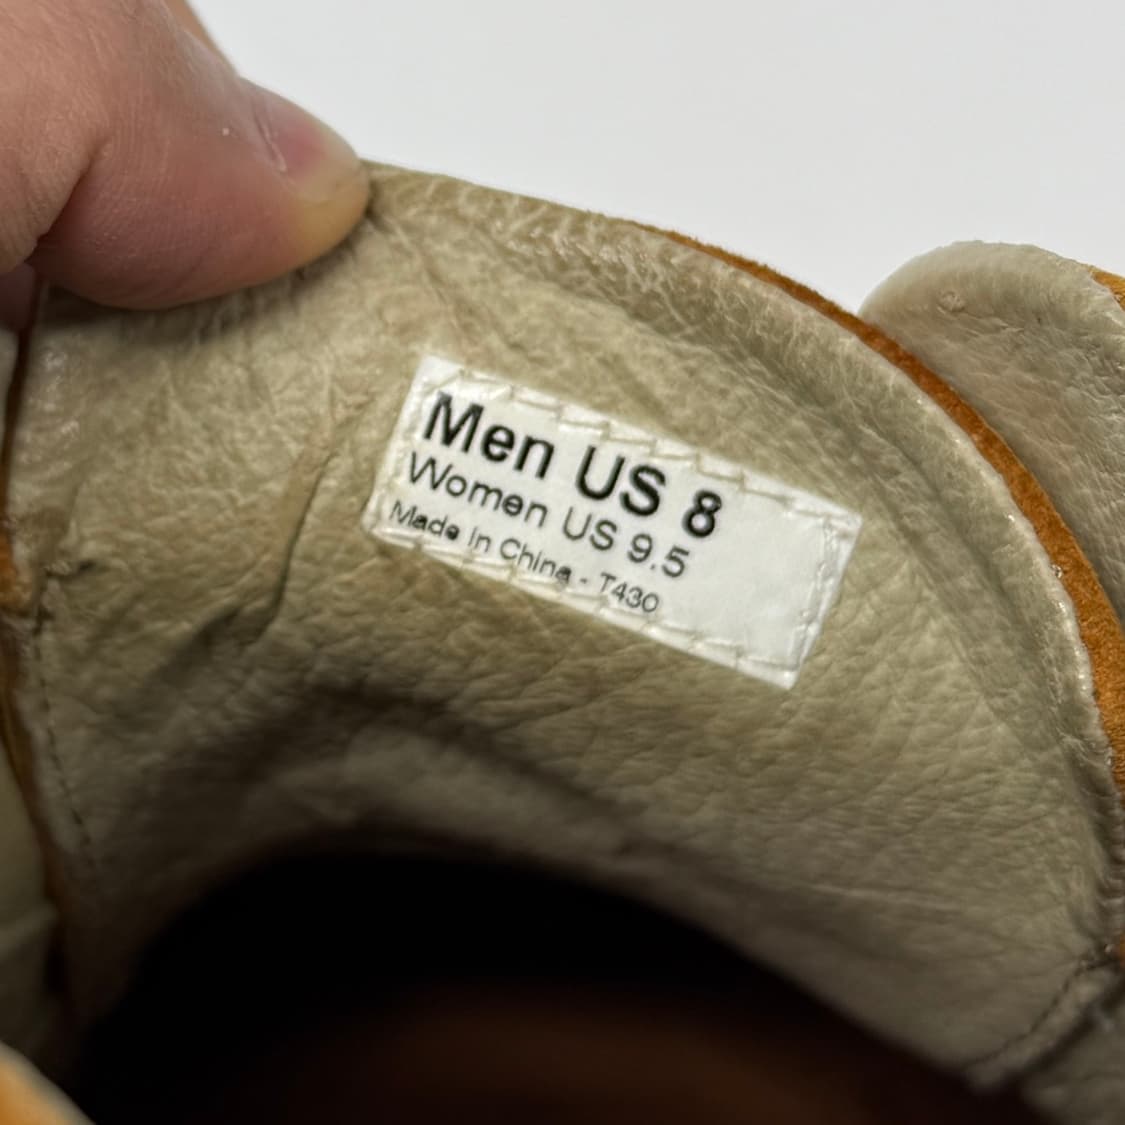 Men US 8
Women US 9.5
Made in China - T430